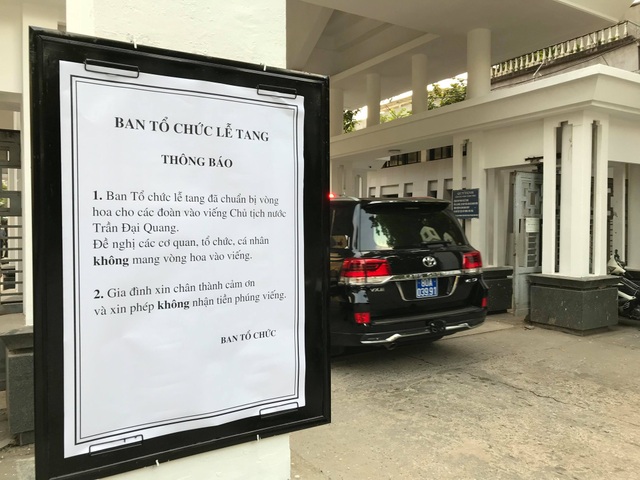 BAN TỔ CHỨC LỄ TANG
THÔNG BÁO
1. Ban Tổ chức lễ tang đã chuẩn bị vòng
hoa cho các đoàn vào viếng Chủ tịch nước
Trần Đại Quang.
Đề nghị các cơ quan, tổ chức, cá nhân
không mang vòng hoa vào viếng.
2. Gia đình xin chân thành cảm ơn
và xin phép không nhận tiền phúng viếng.
BAN TỔ CHỨC
80A
039.91